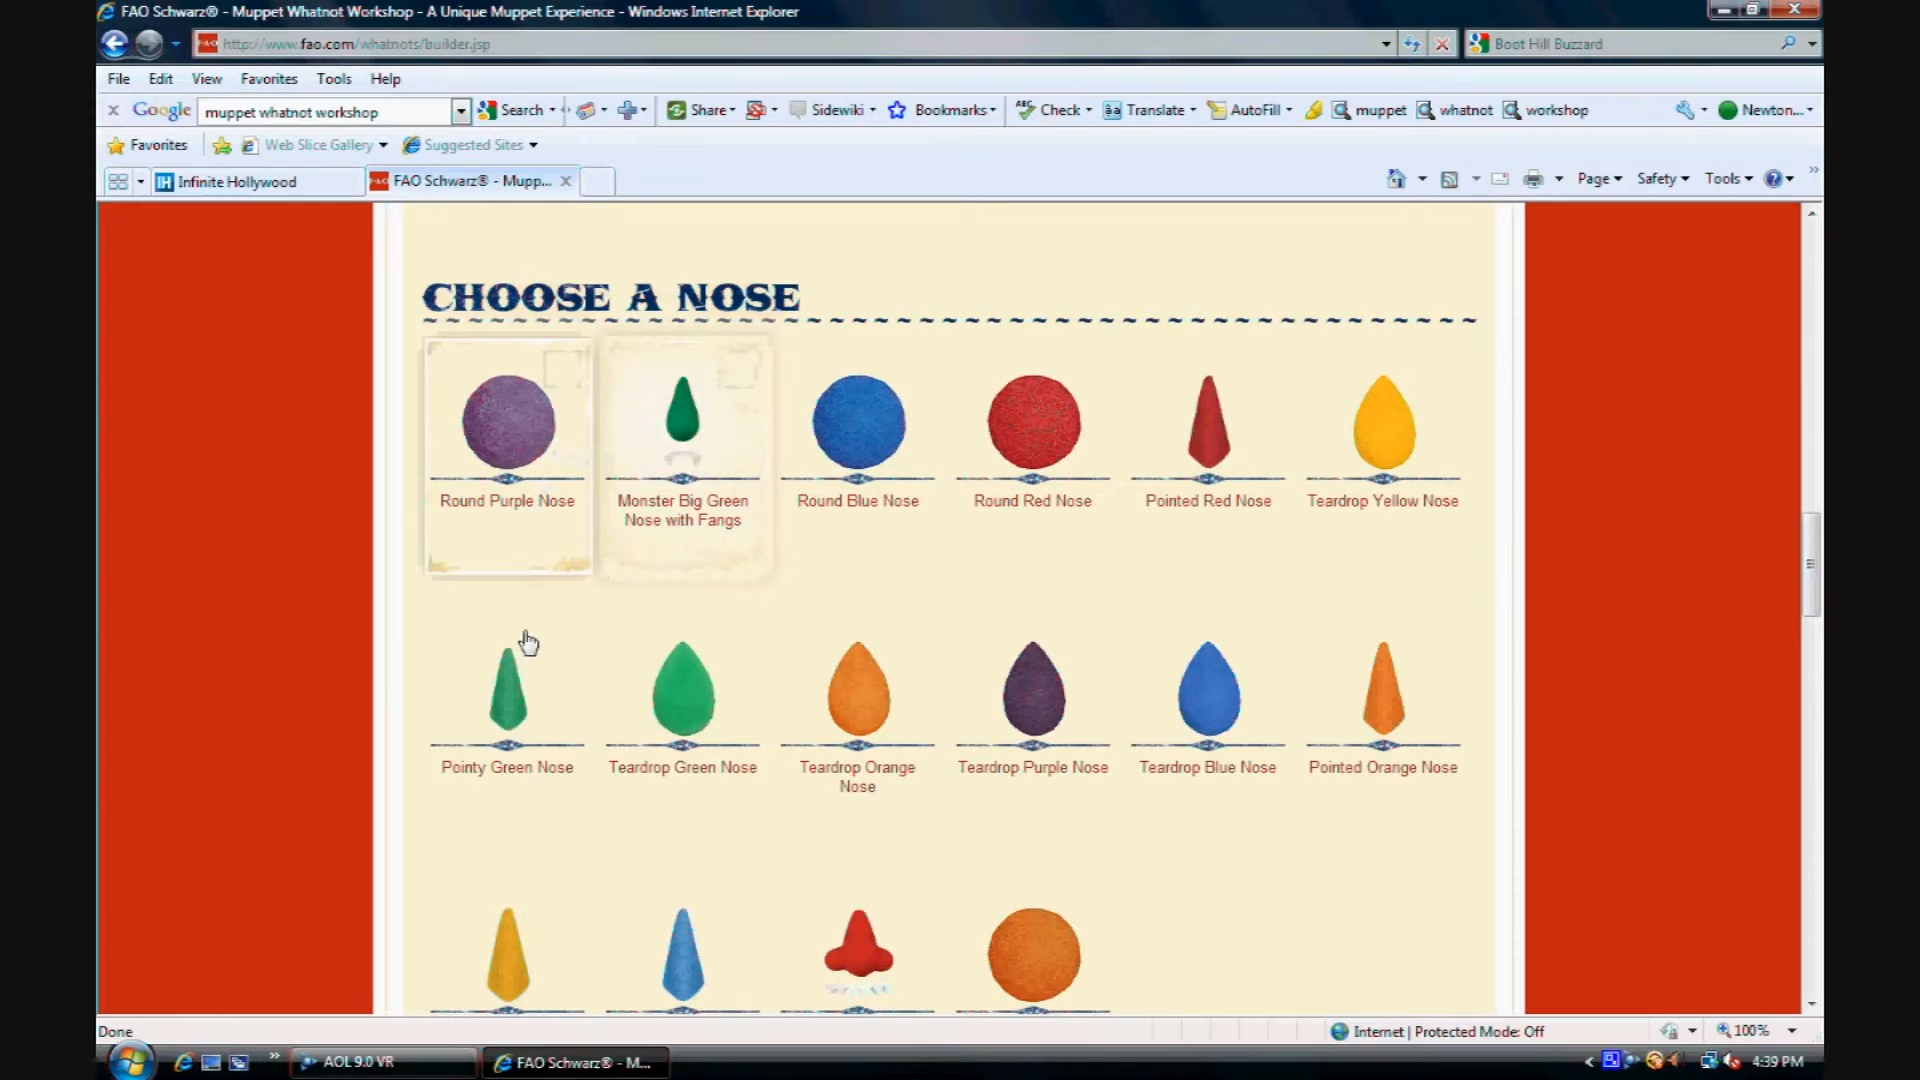 FAO Schwarz® - Muppet Whatnot Workshop - A Unique Muppet Experience - Windows Internet Explorer
http://www.fao.com/whatnots/builder.jsp
Boot Hill Buzzard
File Edit View Favorites Tools Help
x Google muppet whatnot workshop Search Share Sidewiki Bookmarks Check Translate AutoFill muppet whatnot workshop Newton...
Favorites Web Slice Gallery Suggested Sites
Infinite Hollywood FAO Schwarz® - Mupp... Page Safety Tools
CHOOSE A NOSE
Round Purple Nose
Monster Big Green
Nose with Fangs
Round Blue Nose
Round Red Nose
Pointed Red Nose
Teardrop Yellow Nose
Pointy Green Nose
Teardrop Green Nose
Teardrop Orange
Nose
Teardrop Purple Nose
Teardrop Blue Nose
Pointed Orange Nose
Done
Internet | Protected Mode: Off
100%
AOL 9.0 VR
FAO Schwarz® - M...
4:39 PM